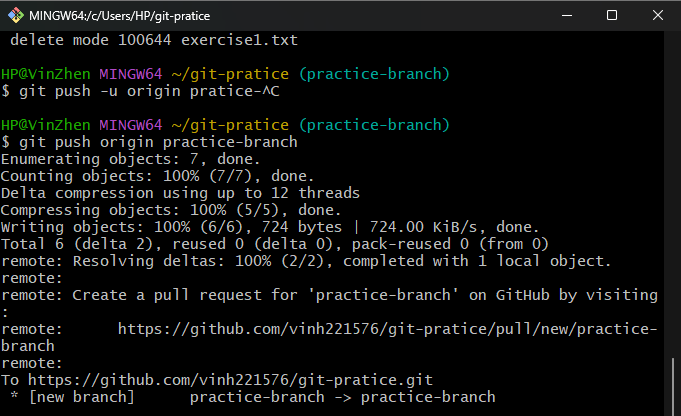 MINGW64:/c/Users/HP/git-pratice
delete mode 100644 exercise1.txt
HP@VinZhen MINGW64 ~/git-pratice (practice-branch)
$ git push -u origin pratice-^C
HP@VinZhen MINGW64 ~/git-pratice (practice-branch)
$ git push origin practice-branch
Enumerating objects: 7, done.
Counting objects: 100% (7/7), done.
Delta compression using up to 12 threads
Compressing objects: 100% (5/5), done.
Writing objects: 100% (6/6), 724 bytes | 724.00 KiB/s, done.
Total 6 (delta 2), reused 0 (delta 0), pack-reused 0 (from 0)
remote: Resolving deltas: 100% (2/2), completed with 1 local object.
remote:
remote: Create a pull request for 'practice-branch' on GitHub by visiting
:
remote:      https://github.com/vinh221576/git-pratice/pull/new/practice-
branch
remote:
To https://github.com/vinh221576/git-pratice.git
 * [new branch]      practice-branch -> practice-branch